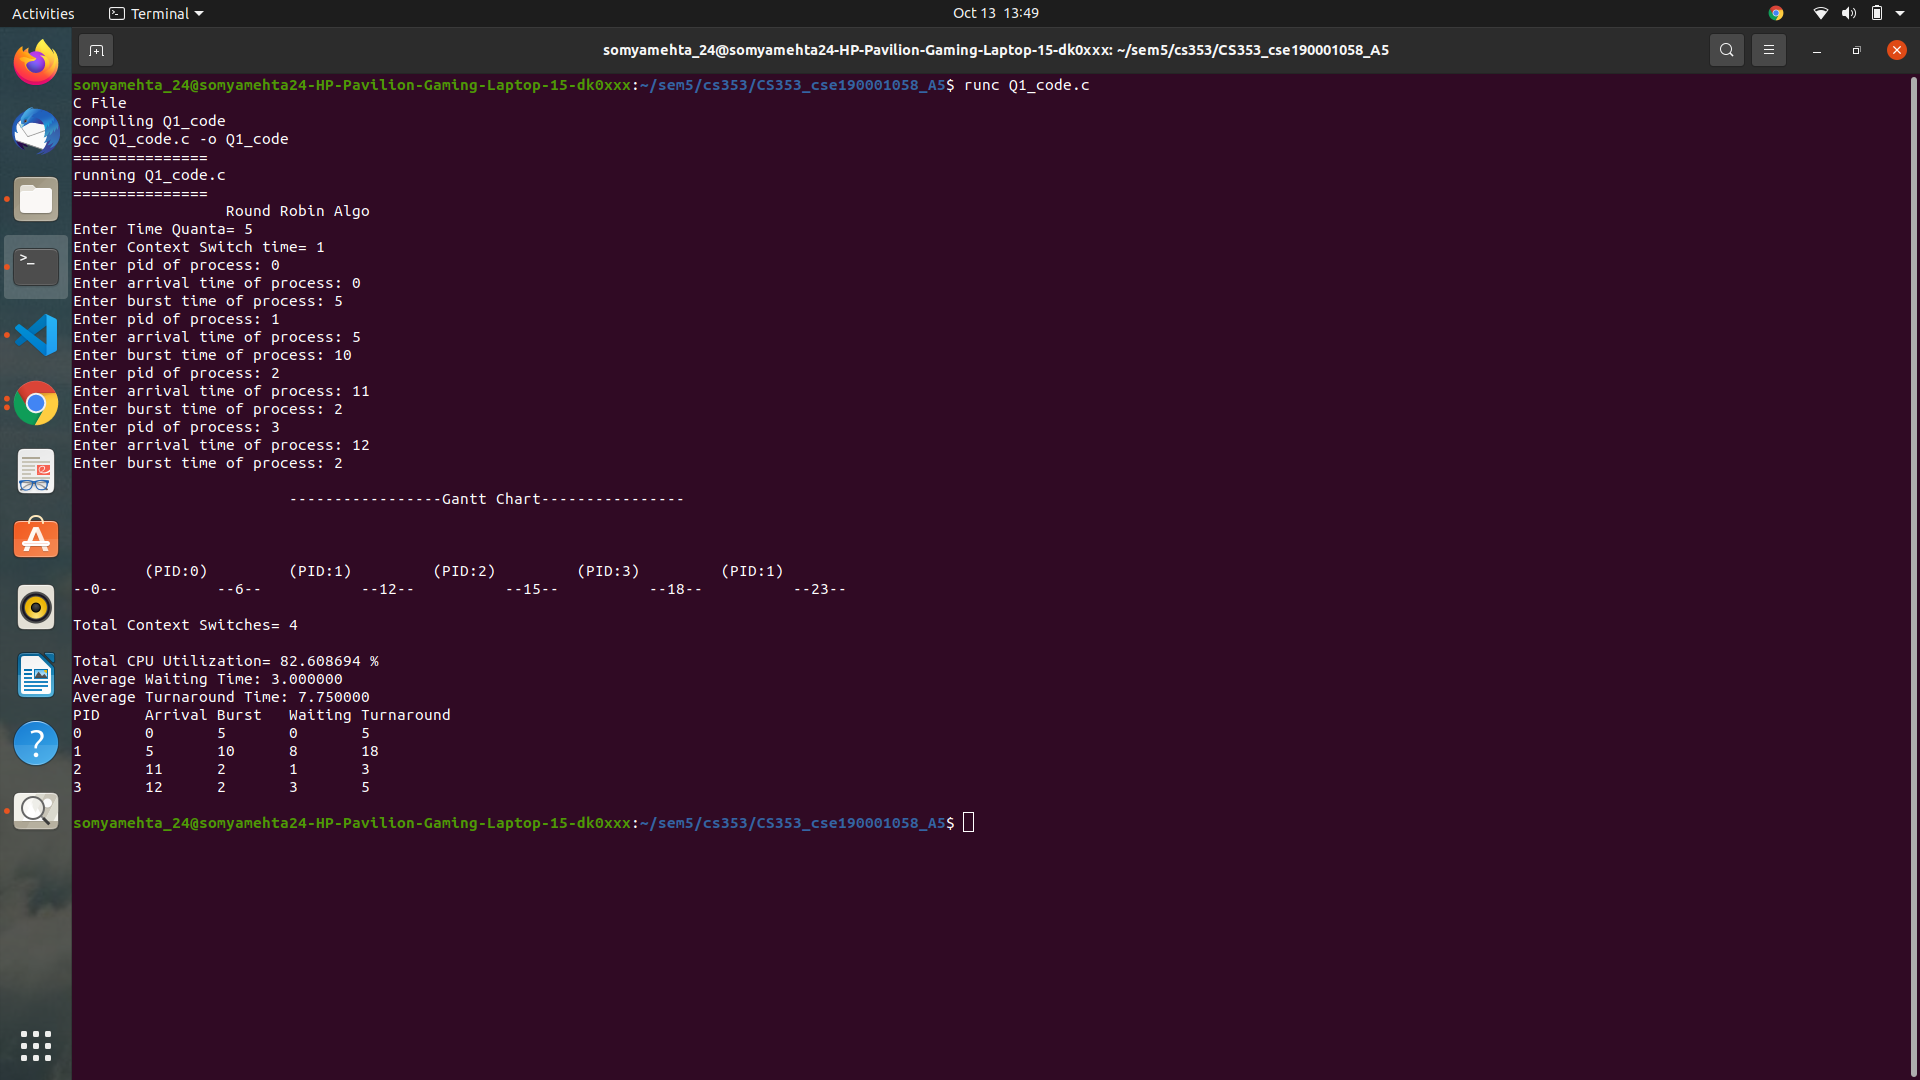 Activities Terminal Oct 13 13:49
somyamehta_24@somyamehta24-HP-Pavilion-Gaming-Laptop-15-dk0xxx: ~/sem5/cs353/CS353_cse190001058_A5
somyamehta_24@somyamehta24-HP-Pavilion-Gaming-Laptop-15-dk0xxx:~/sem5/cs353/CS353_cse190001058_A5$ runc Q1_code.c
C File
compiling Q1_code
gcc Q1_code.c -o Q1_code
===============
running Q1_code.c
===============
Round Robin Algo
Enter Time Quanta= 5
Enter Context Switch time= 1
Enter pid of process: 0
Enter arrival time of process: 0
Enter burst time of process: 5
Enter pid of process: 1
Enter arrival time of process: 5
Enter burst time of process: 10
Enter pid of process: 2
Enter arrival time of process: 11
Enter burst time of process: 2
Enter pid of process: 3
Enter arrival time of process: 12
Enter burst time of process: 2
-----------------Gantt Chart----------------
(PID:0) (PID:1) (PID:2) (PID:3) (PID:1)
--0-- --6-- --12-- --15-- --18-- --23--
Total Context Switches= 4
Total CPU Utilization= 82.608694 %
Average Waiting Time: 3.000000
Average Turnaround Time: 7.750000
PID Arrival Burst Waiting Turnaround
0 0 5 0 5
1 5 10 8 18
2 11 2 1 3
3 12 2 3 5
somyamehta_24@somyamehta24-HP-Pavilion-Gaming-Laptop-15-dk0xxx:~/sem5/cs353/CS353_cse190001058_A5$